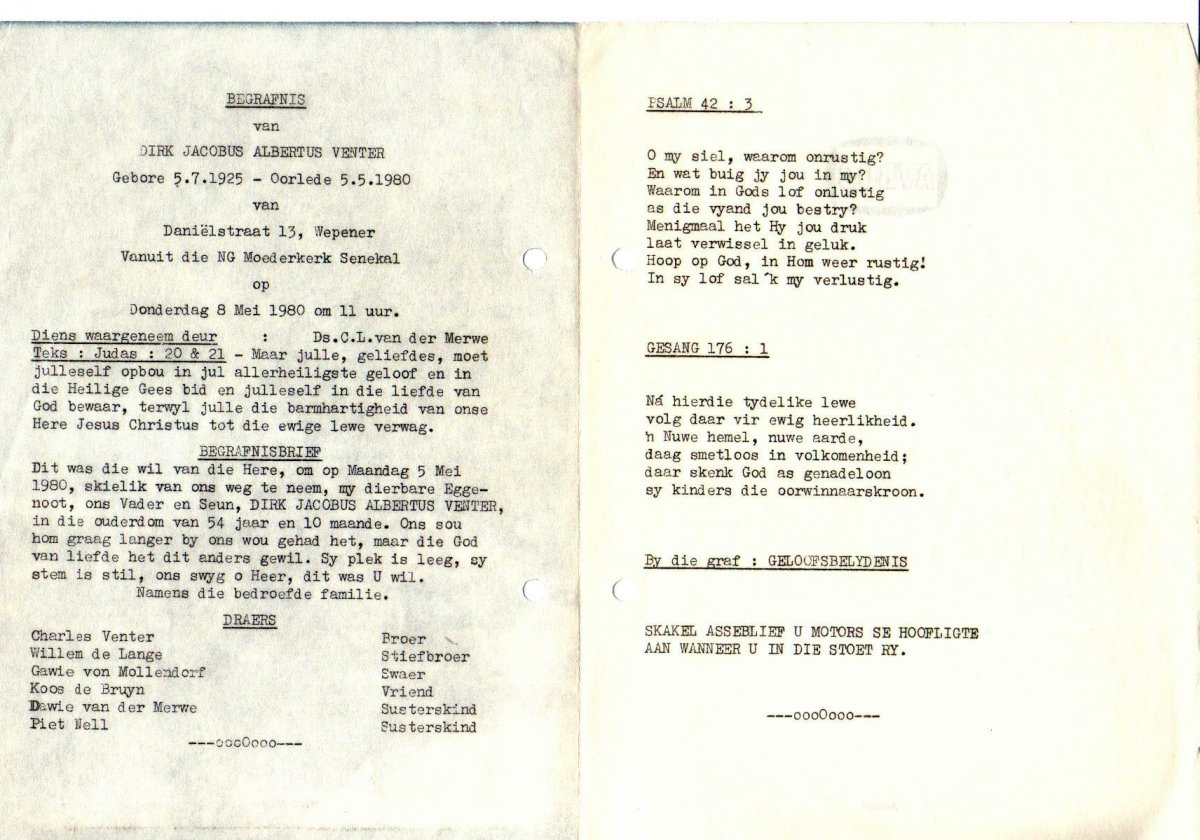 BEGRAFNIS
van
DIRK JACOBUS ALBERTUS VENTER
Gebore 5.7.1925 - Oorlede 5.5.1980
van
Daniëlstraat 13, Wepener
Vanuit die NG Moederkerk Senekal
op
Donderdag 8 Mei 1980 om 11 uur.
Diens waargeneem deur : Ds.C.L.van der Merwe
Teks : Judas : 20 & 21 - Maar julle, geliefdes, moet
julleself opbou in jul allerheiligste geloof en in
die Heilige Gees bid en julleself in die liefde van
God bewaar, terwyl julle die barmhartigheid van onse
Here Jesus Christus tot die ewige lewe verwag.
BEGRAFNISBRIEF
Dit was die wil van die Here, om op Maandag 5 Mei
1980, skielik van ons weg te neem, my dierbare Egge-
noot, ons Vader en Seun, DIRK JACOBUS ALBERTUS VENTER,
in die ouderdom van 54 jaar en 10 maande. Ons sou
hom graag langer by ons wou gehad het, maar die God
van liefde het dit anders gewil. Sy plek is leeg, sy
stem is stil, ons swyg o Heer, dit was U wil.
Namens die bedroefde familie.
DRAERS
Charles Venter Broer
Willem de Lange Stiefbroer
Gawie von Mollendorf Swaer
Koos de Bruyn Vriend
Dawie van der Merwe Susterskind
Piet Nell Susterskind
---oooOooo---
PSALM 42 : 3
O my siel, waarom onrustig?
En wat buig jy jou in my?
Waarom in Gods lof onlustig
as die vyand jou bestry?
Menigmaal het Hy jou druk
laat verwissel in geluk.
Hoop op God, in Hom weer rustig!
In sy lof sal 'k my verlustig.
GESANG 176 : 1
Ná hierdie tydelike lewe
volg daar vir ewig heerlikheid.
'n Nuwe hemel, nuwe aarde,
daag smetloos in volkomenheid;
daar skenk God as genadeloon
sy kinders die oorwinnaarskroon.
By die graf : GELOOFSBELYDENIS
SKAKEL ASSEBLIEF U MOTORS SE HOOFLIGTE
AAN WANNEER U IN DIE STOET RY.
---oooOooo---